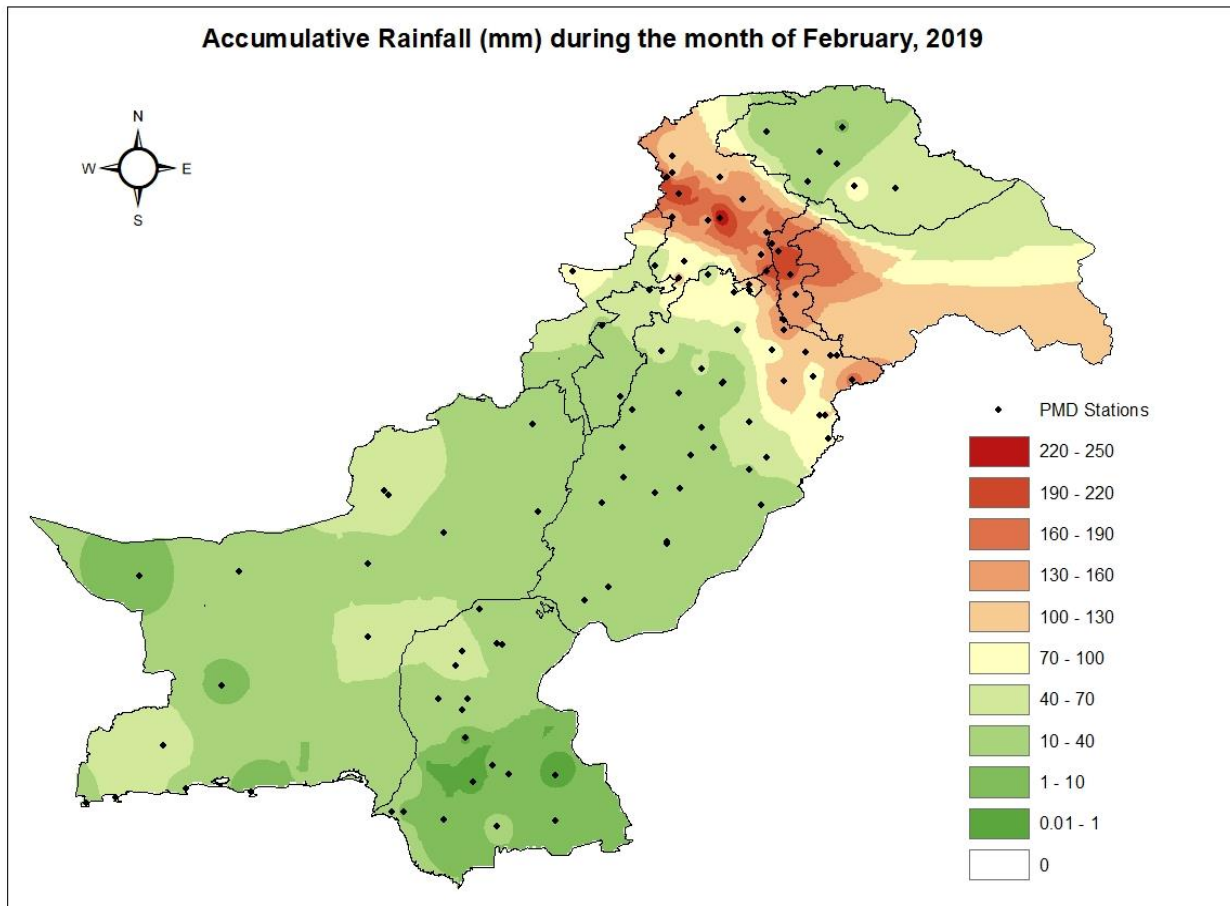 Accumulative Rainfall (mm) during the month of February, 2019
N
W E
S
PMD Stations
220 - 250
190 - 220
160 - 190
130 - 160
100 - 130
70 - 100
40 - 70
10 - 40
1 - 10
0.01 - 1
0